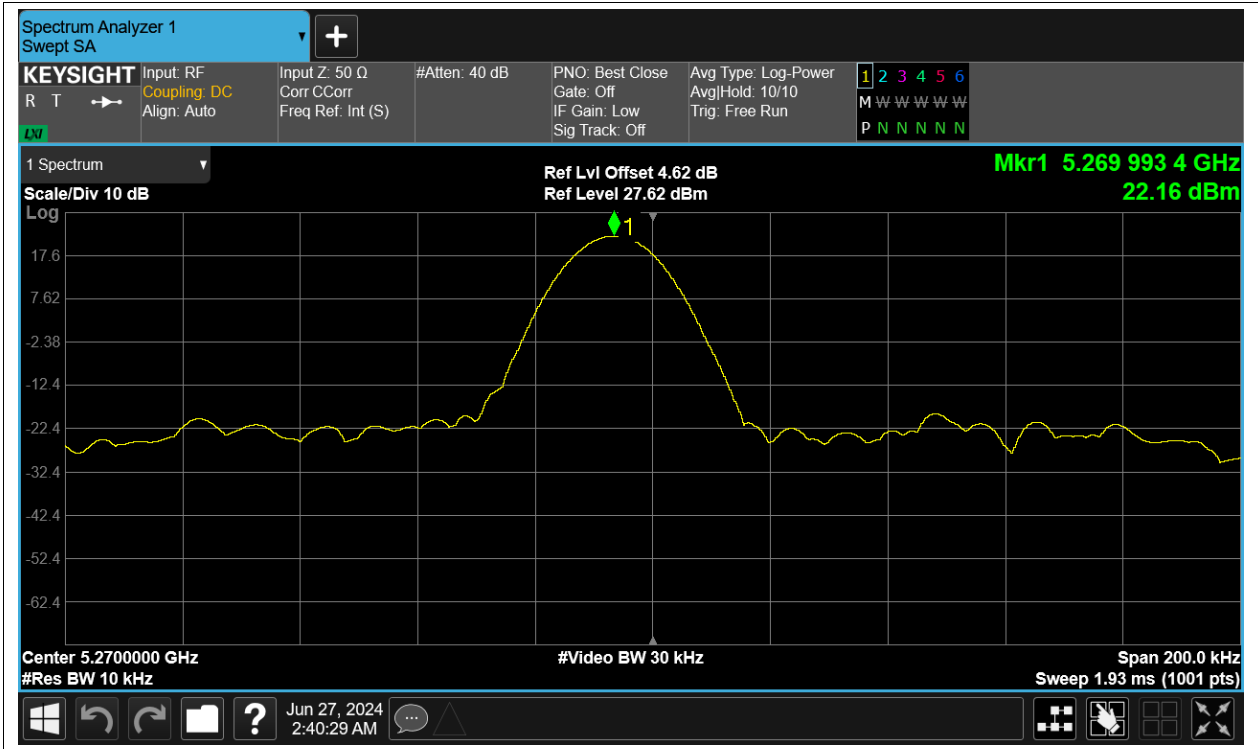 Spectrum Analyzer 1
Swept SA
KEYSIGHT
R T
LXI
Input: RF
Coupling: DC
Align: Auto
Input Z: 50 Ω
Corr CCorr
Freq Ref: Int (S)
#Atten: 40 dB
PNO: Best Close
Gate: Off
IF Gain: Low
Sig Track: Off
Avg Type: Log-Power
Avg|Hold: 10/10
Trig: Free Run
1 2 3 4 5 6
M W W W W W
P N N N N N
1 Spectrum
Scale/Div 10 dB
Log
Ref Lvl Offset 4.62 dB
Ref Level 27.62 dBm
Mkr1 5.269 993 4 GHz
22.16 dBm
1
17.6
7.62
-2.38
-12.4
-22.4
-32.4
-42.4
-52.4
-62.4
Center 5.2700000 GHz
#Video BW 30 kHz
Span 200.0 kHz
#Res BW 10 kHz
Sweep 1.93 ms (1001 pts)
?
Jun 27, 2024
2:40:29 AM